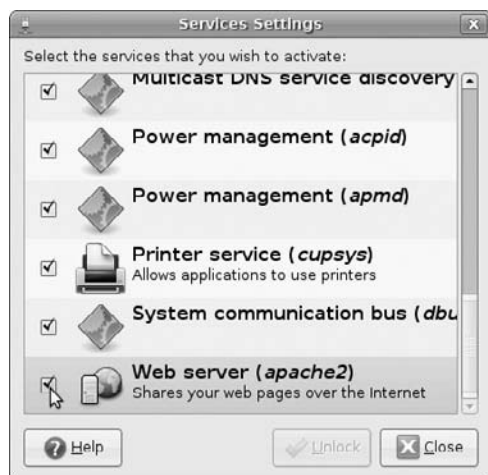 Services Settings
Select the services that you wish to activate:
Multicast DNS service discovery
Power management (acpid)
Power management (apmd)
Printer service (cupsys)
Allows applications to use printers
System communication bus (dbu
Web server (apache2)
Shares your web pages over the Internet
Help
Unlock
Close